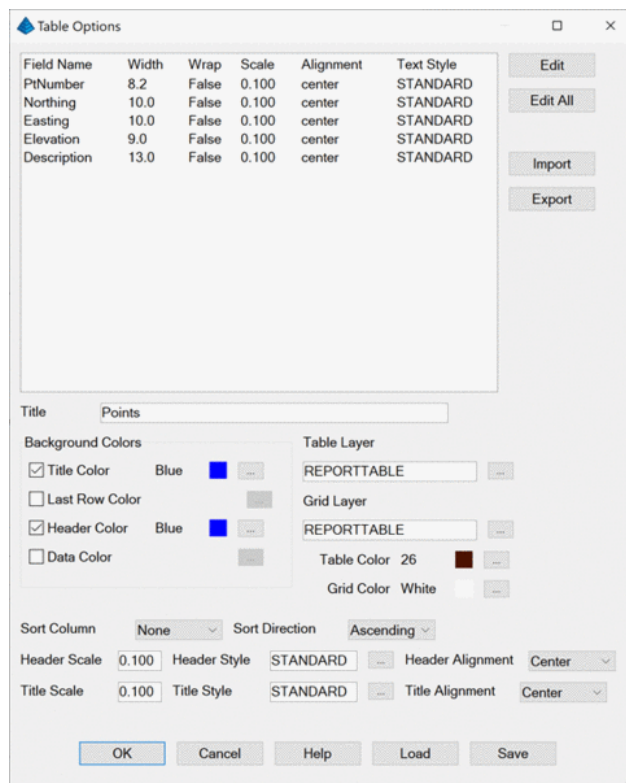 Table Options
Field Name Width Wrap Scale Alignment Text Style
PtNumber 8.2 False 0.100 center STANDARD
Northing 10.0 False 0.100 center STANDARD
Easting 10.0 False 0.100 center STANDARD
Elevation 9.0 False 0.100 center STANDARD
Description 13.0 False 0.100 center STANDARD
Edit
Edit All
Import
Export
Title Points
Background Colors
Title Color Blue ...
Last Row Color ...
Header Color Blue ...
Data Color ...
Table Layer
REPORTTABLE ...
Grid Layer
REPORTTABLE ...
Table Color 26 ...
Grid Color White ...
Sort Column None Sort Direction Ascending
Header Scale 0.100 Header Style STANDARD ... Header Alignment Center
Title Scale 0.100 Title Style STANDARD ... Title Alignment Center
OK Cancel Help Load Save